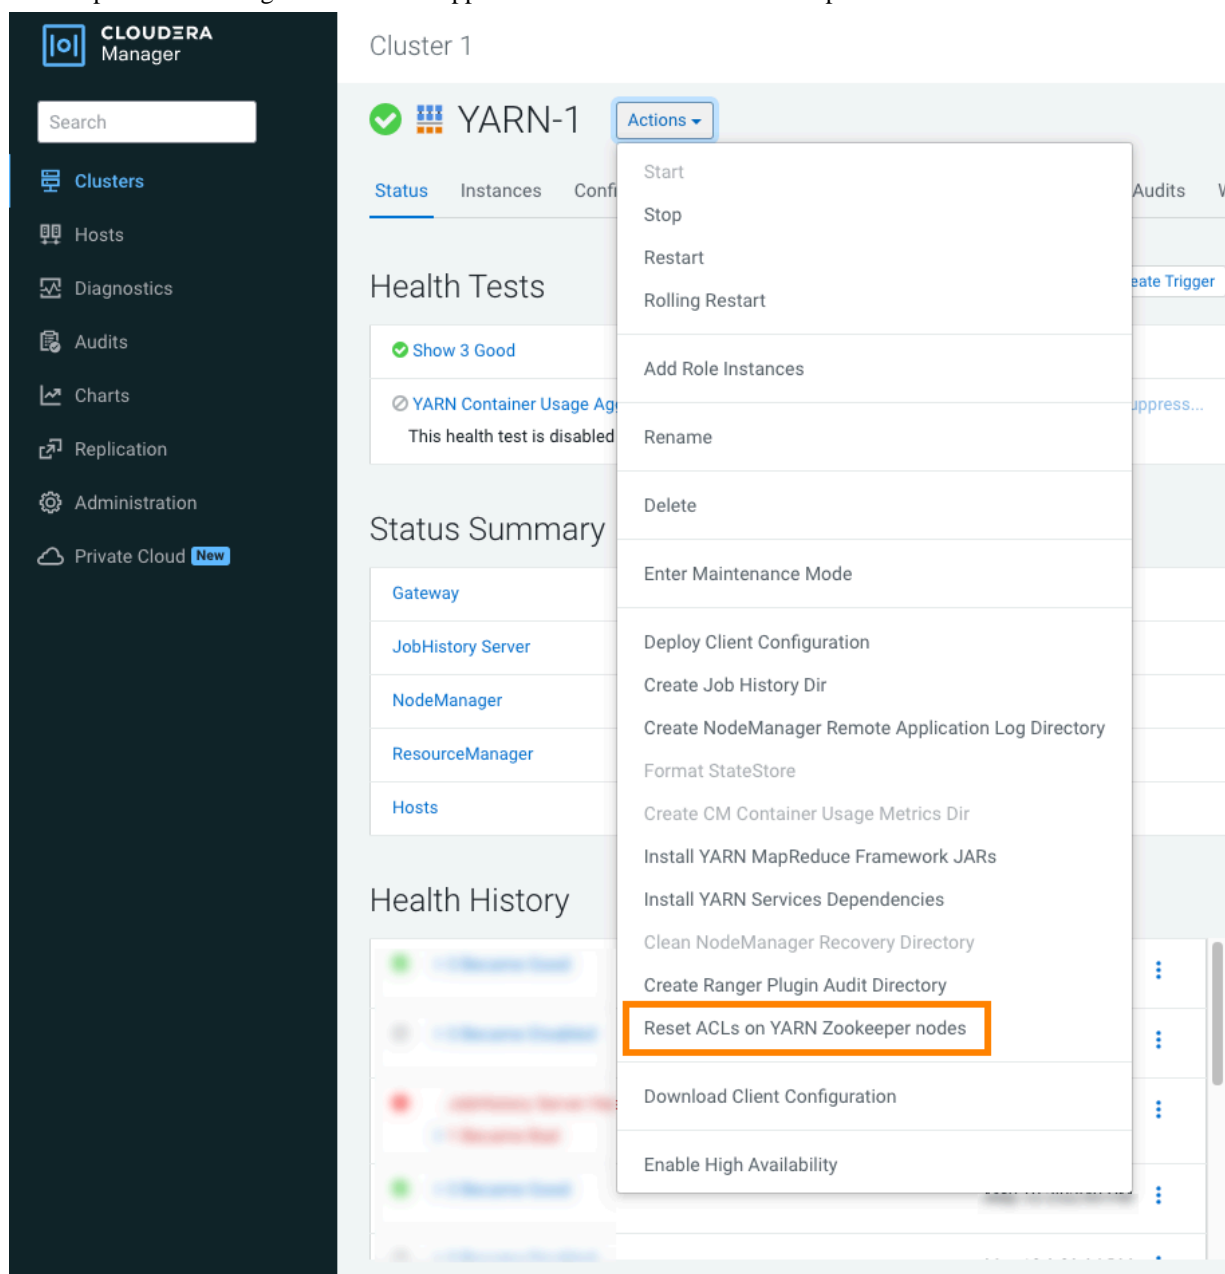 CLOUDERA
Manager
Cluster 1
Search
YARN-1
Actions
Clusters
Hosts
Diagnostics
Audits
Charts
Replication
Administration
Private Cloud New
Status Instances Audits
Start
Stop
Restart
Rolling Restart
Add Role Instances
Rename
Delete
Enter Maintenance Mode
Deploy Client Configuration
Create Job History Dir
Create NodeManager Remote Application Log Directory
Format StateStore
Create CM Container Usage Metrics Dir
Install YARN MapReduce Framework JARs
Install YARN Services Dependencies
Clean NodeManager Recovery Directory
Create Ranger Plugin Audit Directory
Reset ACLs on YARN Zookeeper nodes
Download Client Configuration
Enable High Availability
Health Tests
Trigger
Show 3 Good
YARN Container Usage
This health test is disabled
Status Summary
Gateway
JobHistory Server
NodeManager
ResourceManager
Hosts
Health History